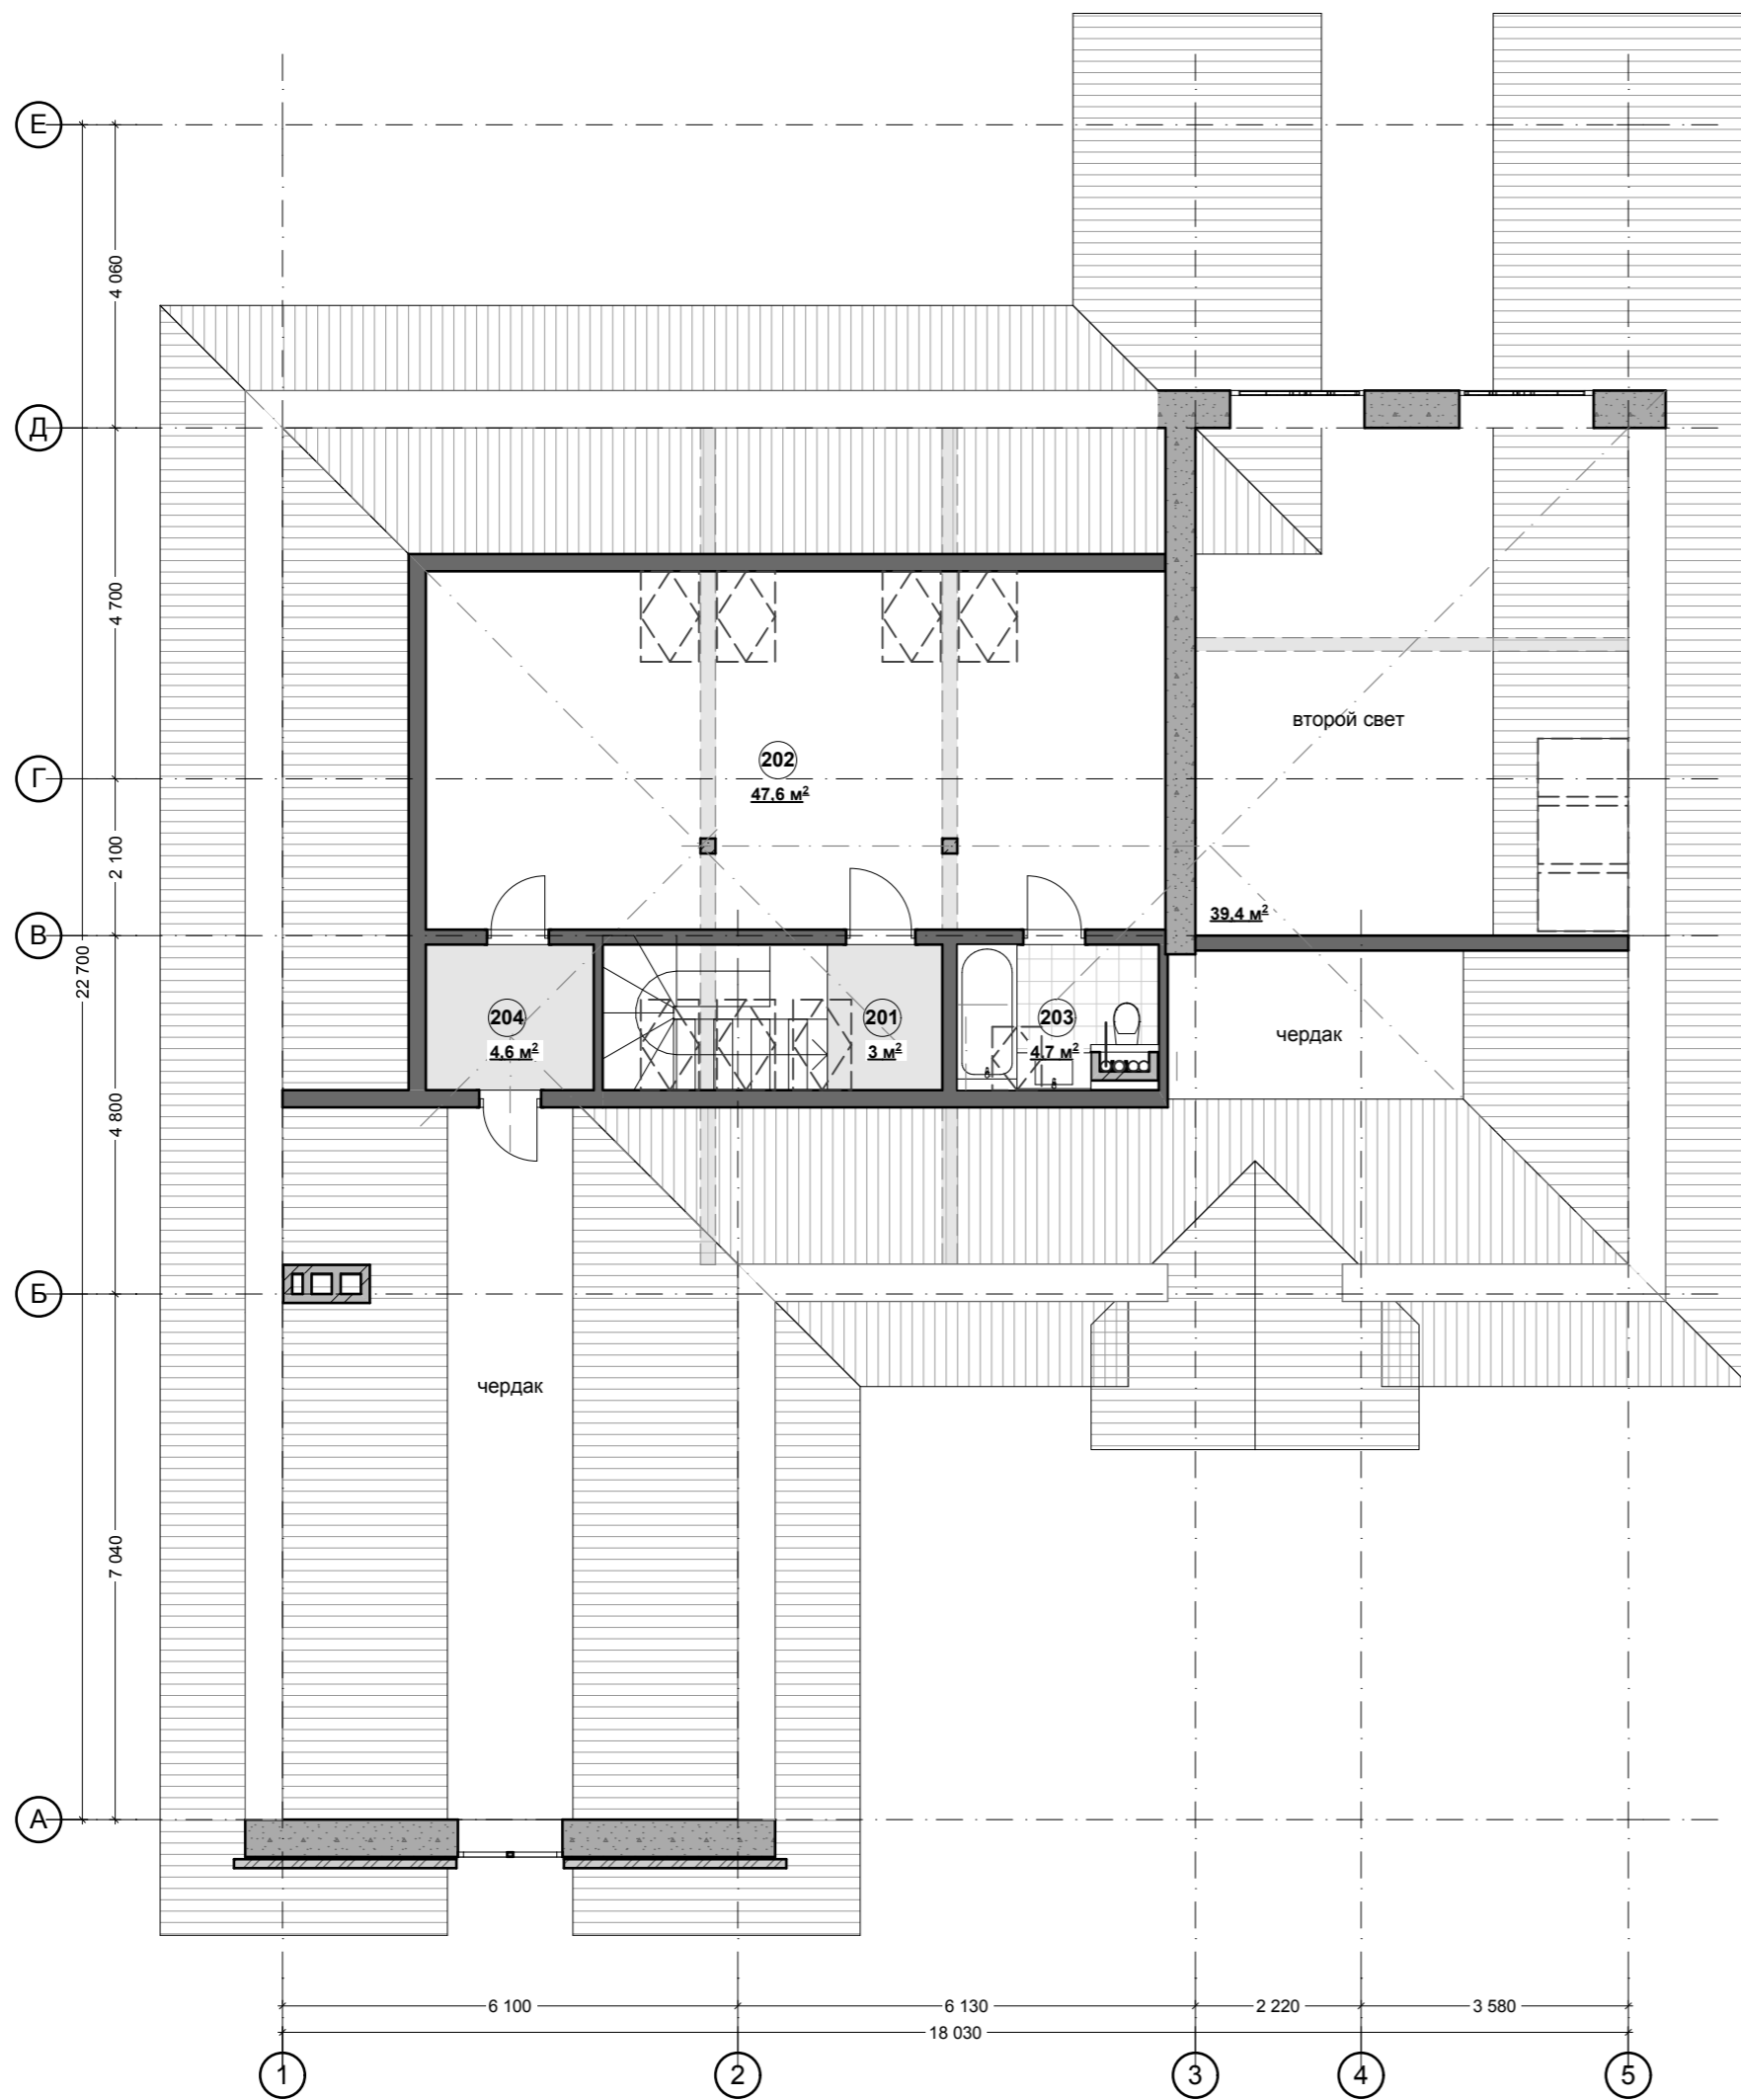 Е
4 060
Д
4 700
второй свет
202
47,6 м²
Г
2 100
39,4 м²
В
22 700
204
4,6 м²
201
3 м²
203
4,7 м²
чердак
4 800
Б
чердак
7 040
А
6 100
6 130
2 220
3 580
18 030
1
2
3
4
5